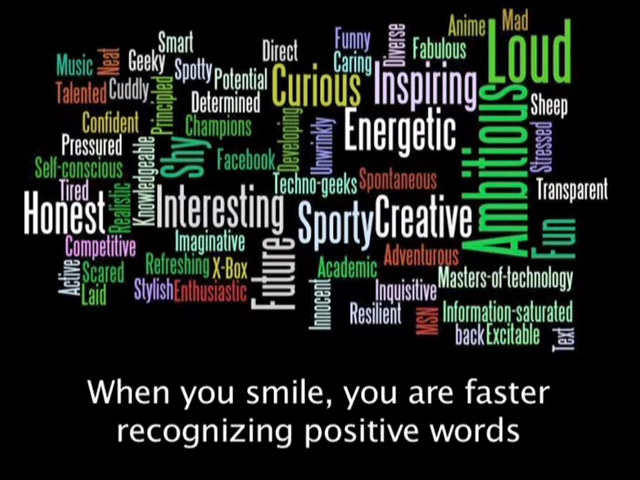 Anime Mad
Loud
Smart
Direct
Funny
Diverse
Fabulous
Music
Neat
Geeky
Spotty
Potential
Caring
Curious
Inspiring
Talented
Cuddly
Principled
Determined
Sheep
Confident
Champions
Developing
Unwrinkly
Energetic
Ambitious
Stressed
Pressured
Knowledgeable
Shy
Facebook
Self-conscious
Techno-geeks
Spontaneous
Transparent
Tired
Realistic
Honest
Interesting
Sporty
Creative
Fun
Competitive
Imaginative
Future
Adventurous
Active
Scared
Refreshing
X-Box
Academic
Masters-of-technology
Laid
Stylish
Enthusiastic
Innocent
Inquisitive
Resilient
MSN
Information-saturated
back
Excitable
Text
When you smile, you are faster
recognizing positive words